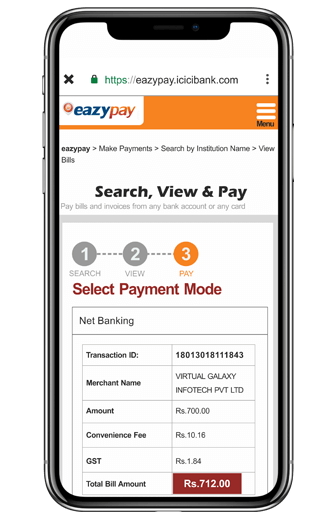 https://eazypay.icicibank.com
eazypay
Menu
eazypay > Make Payments > Search by Institution Name > View
Bills
Search, View & Pay
Pay bills and invoices from any bank account or any card
1 2 3
SEARCH VIEW PAY
Select Payment Mode
Net Banking
Transaction ID: 18013018111843
Merchant Name VIRTUAL GALAXY
INFOTECH PVT LTD
Amount Rs.700.00
Convenience Fee Rs.10.16
GST Rs.1.84
Total Bill Amount Rs.712.00